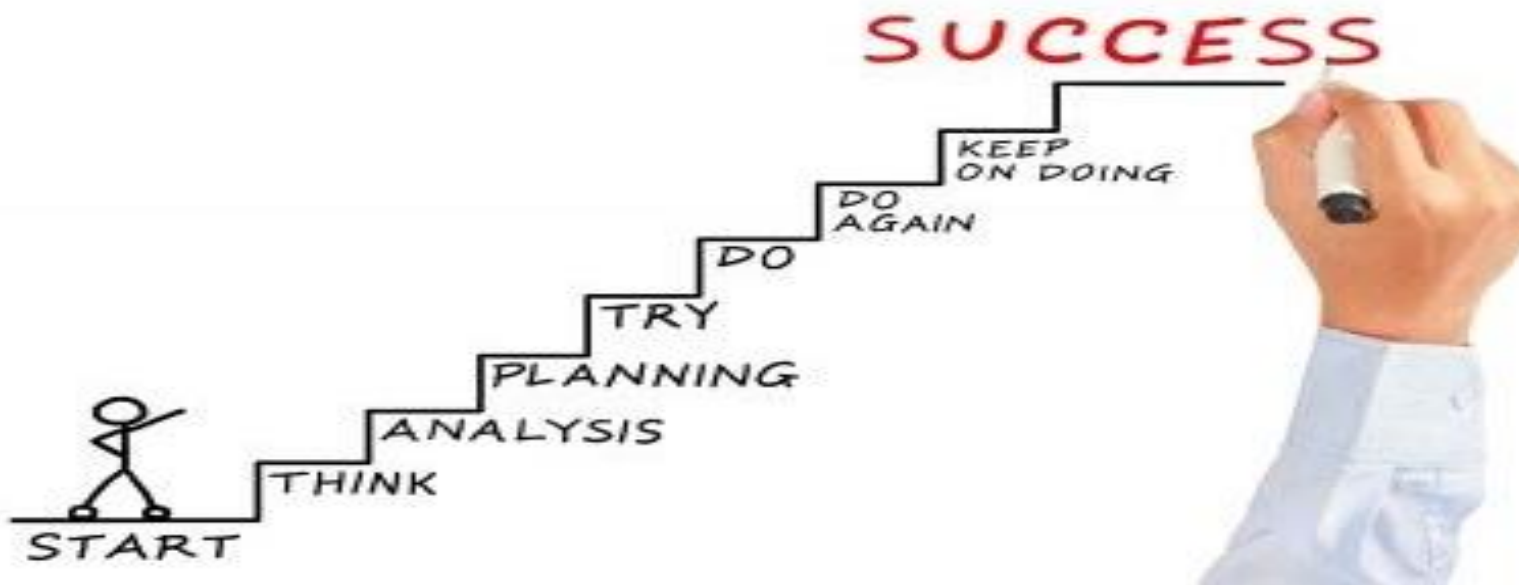 SUCCESS
KEEP
ON DOING
DO
AGAIN
DO
TRY
PLANNING
ANALYSIS
THINK
START